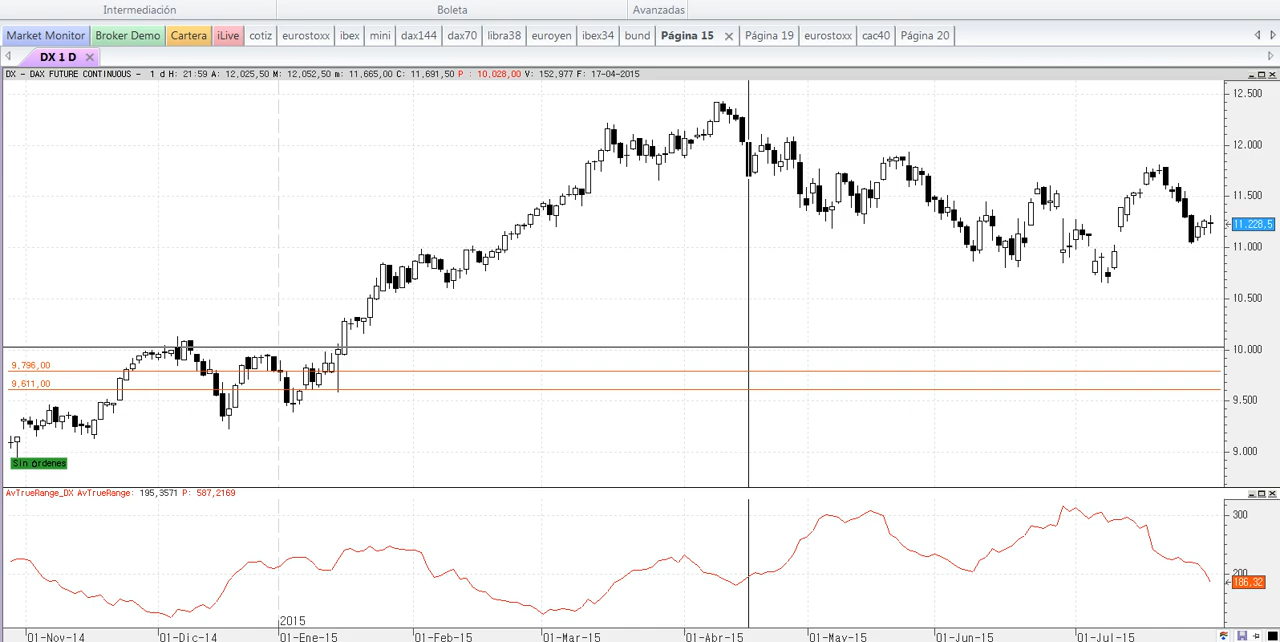 Intermediación Boleta Avanzadas
Market Monitor Broker Demo Cartera iLive cotiz eurostoxx ibex mini dax144 dax70 libra38 euroyen ibex34 bund Página 15 Página 19 eurostoxx cac40 Página 20
DX 1 D
DX - DAX FUTURE CONTINUOUS - 1 d H: 21:59 A: 12.025,50 M: 12.052,50 m: 11.665,00 C: 11.691,50 P : 10.028,00 V: 152,977 F: 17-04-2015
12.500
12.000
11.500
11.228,5
11.000
10.500
10.000
9.796,00
9.611,00
9.500
9.000
Sin órdenes
AvTrueRange_DX AvTrueRange: 195,3571 P: 587,2169
300
200
186,32
2015
01-Nov-14 01-Dic-14 01-Ene-15 01-Feb-15 01-Mar-15 01-Abr-15 01-May-15 01-Jun-15 01-Jul-15